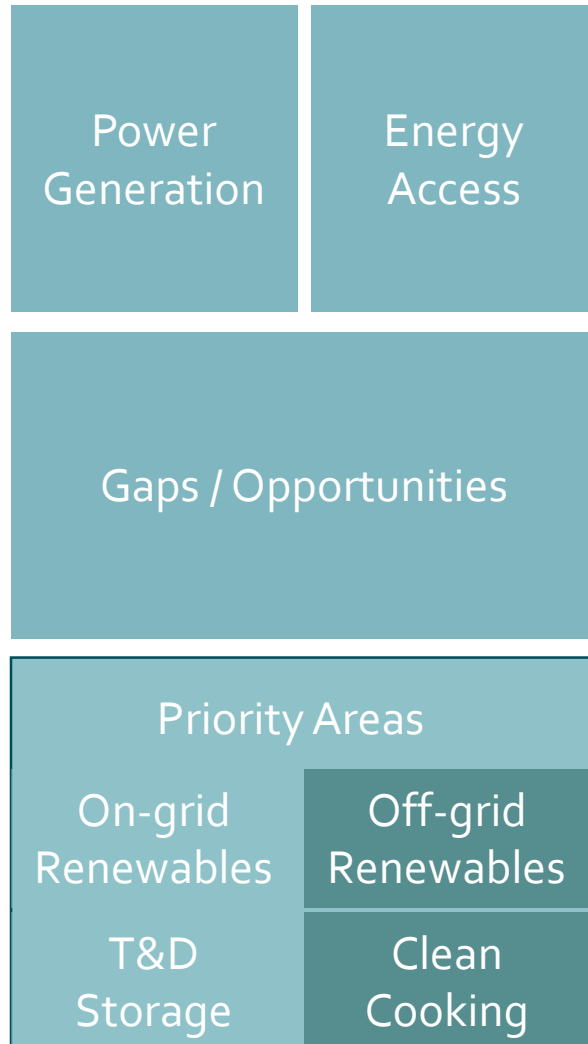 Power
Generation
Energy
Access
Gaps / Opportunities
Priority Areas
On-grid
Renewables
Off-grid
Renewables
T&D
Storage
Clean
Cooking